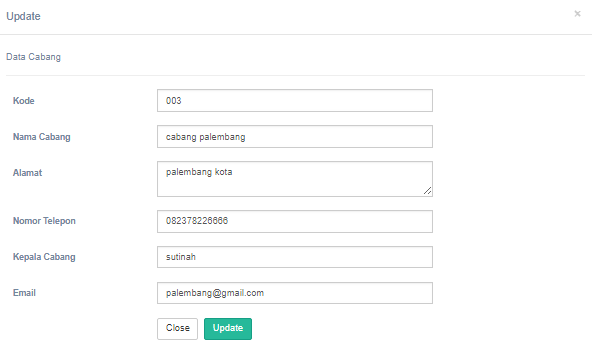 Update ×
Data Cabang
Kode 003
Nama Cabang cabang palembang
Alamat palembang kota
Nomor Telepon 082378226666
Kepala Cabang sutinah
Email palembang@gmail.com
Close Update